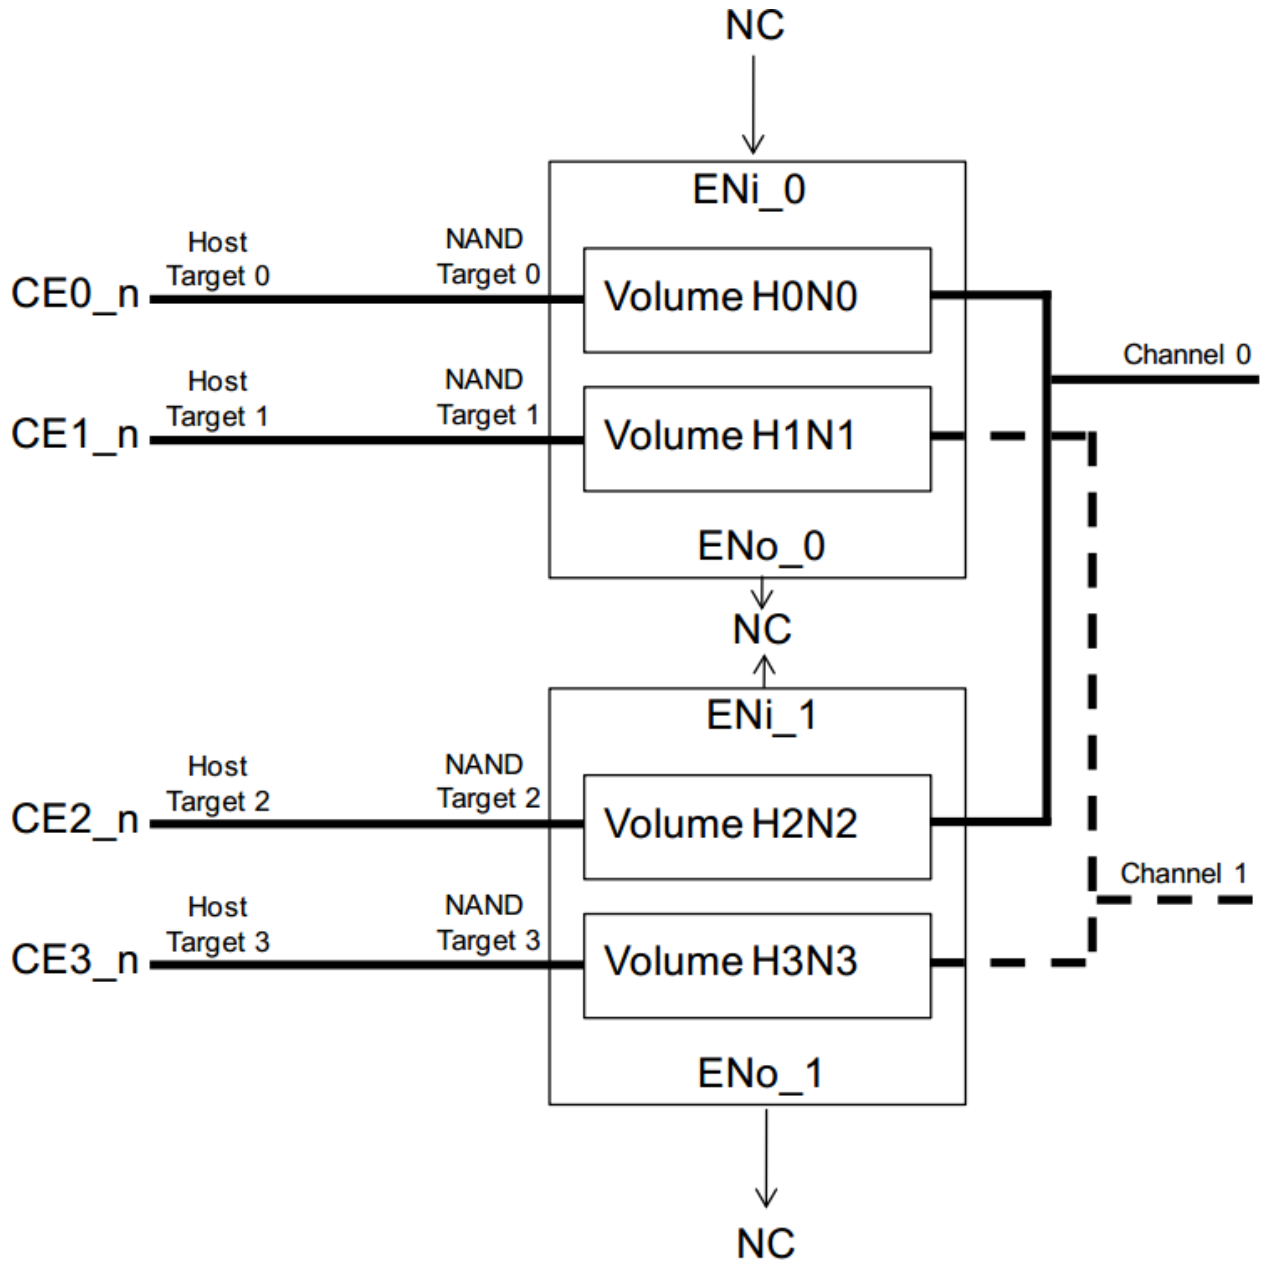 NC
ENi_0
Host
Target 0
NAND
Target 0
CE0_n
Volume H0N0
Channel 0
Host
Target 1
NAND
Target 1
CE1_n
Volume H1N1
ENo_0
NC
ENi_1
Host
Target 2
NAND
Target 2
CE2_n
Volume H2N2
Channel 1
Host
Target 3
NAND
Target 3
CE3_n
Volume H3N3
ENo_1
NC